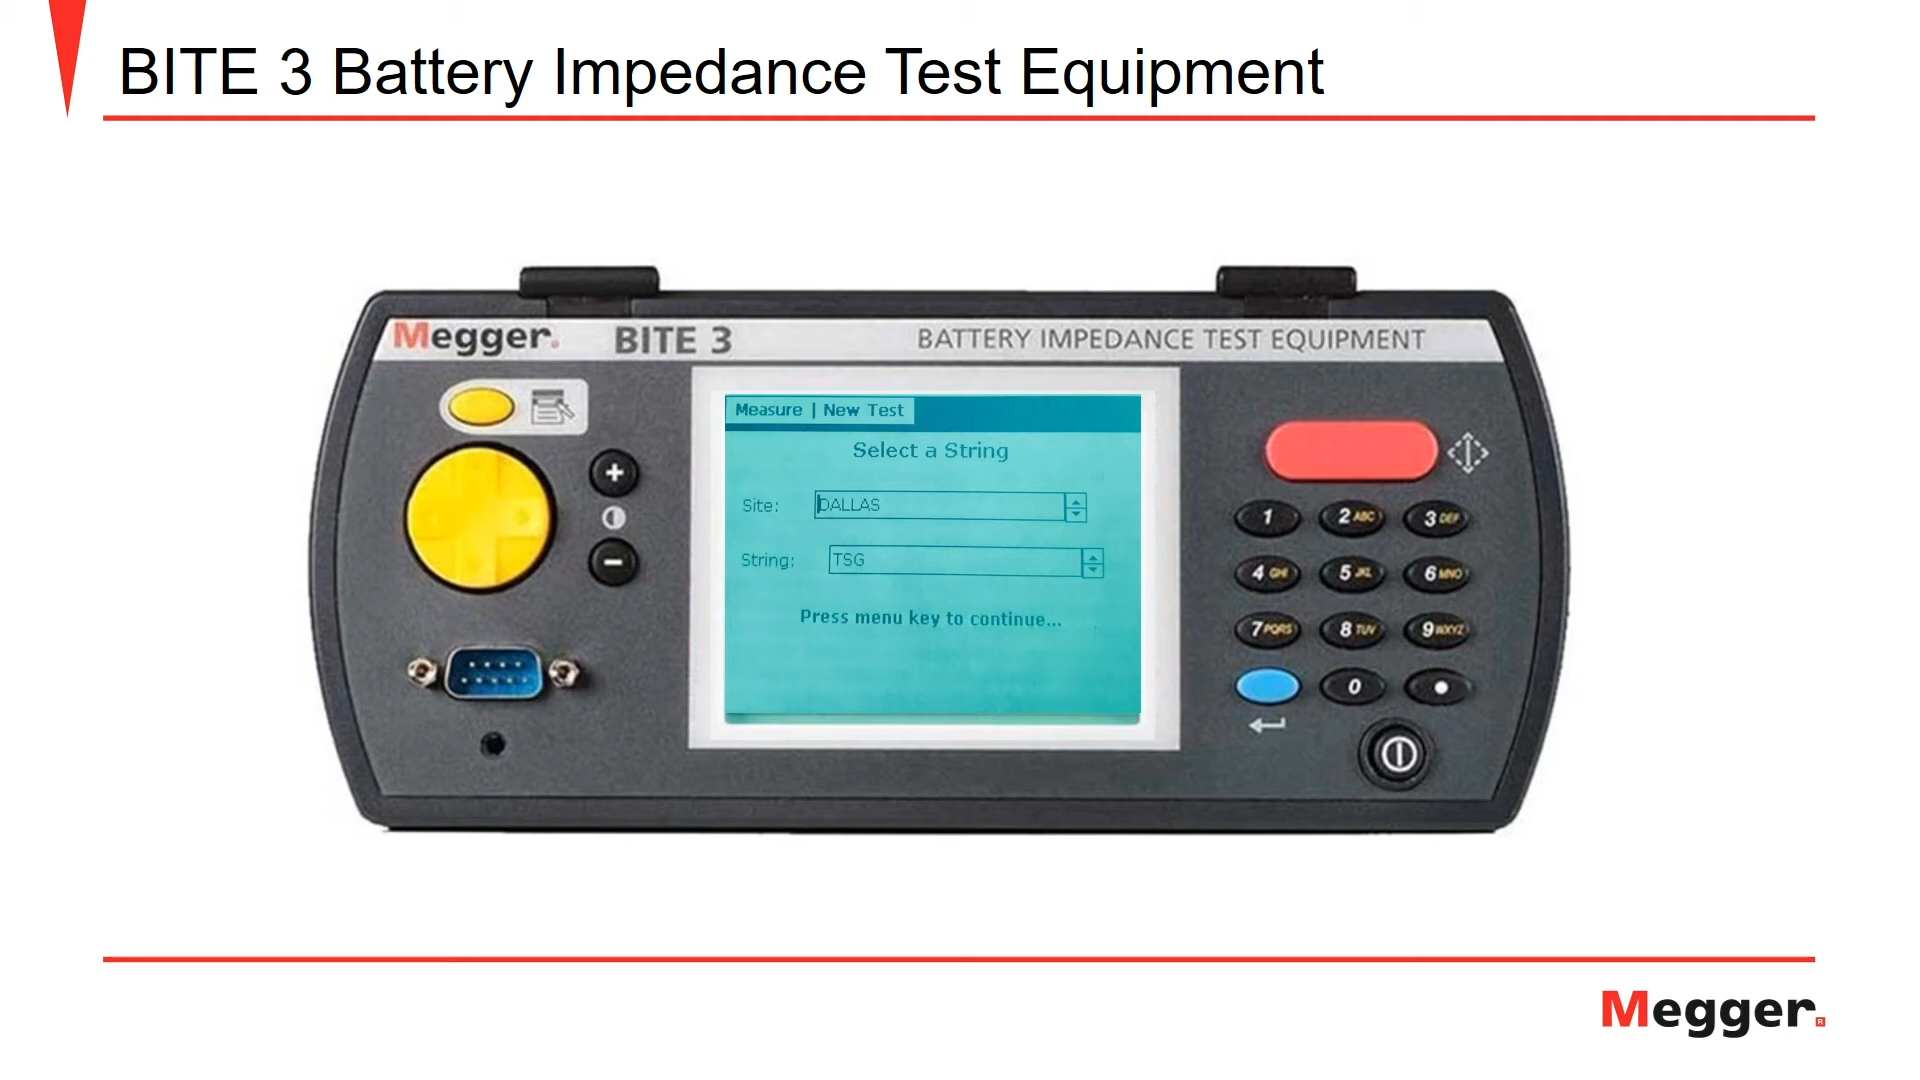 BITE 3 Battery Impedance Test Equipment
Megger. BITE 3 BATTERY IMPEDANCE TEST EQUIPMENT
Measure | New Test
Select a String
Site: DALLAS
String: TSG
Press menu key to continue...
+
-
1 2 ABC 3 DEF
4 GHI 5 JKL 6 MNO
7 PQRS 8 TUV 9 WXYZ
0
Megger.